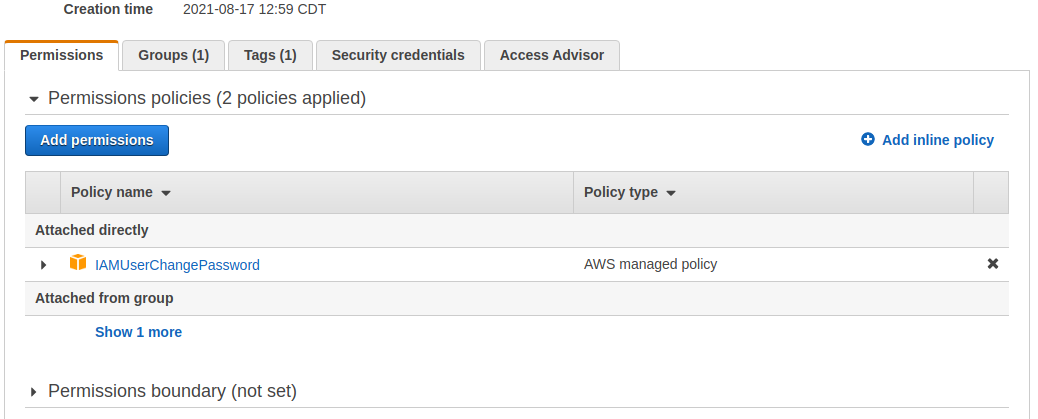 Creation time 2021-08-17 12:59 CDT
Permissions Groups (1) Tags (1) Security credentials Access Advisor
Permissions policies (2 policies applied)
Add permissions Add inline policy
Policy name Policy type
Attached directly
IAMUserChangePassword AWS managed policy
Attached from group
Show 1 more
Permissions boundary (not set)